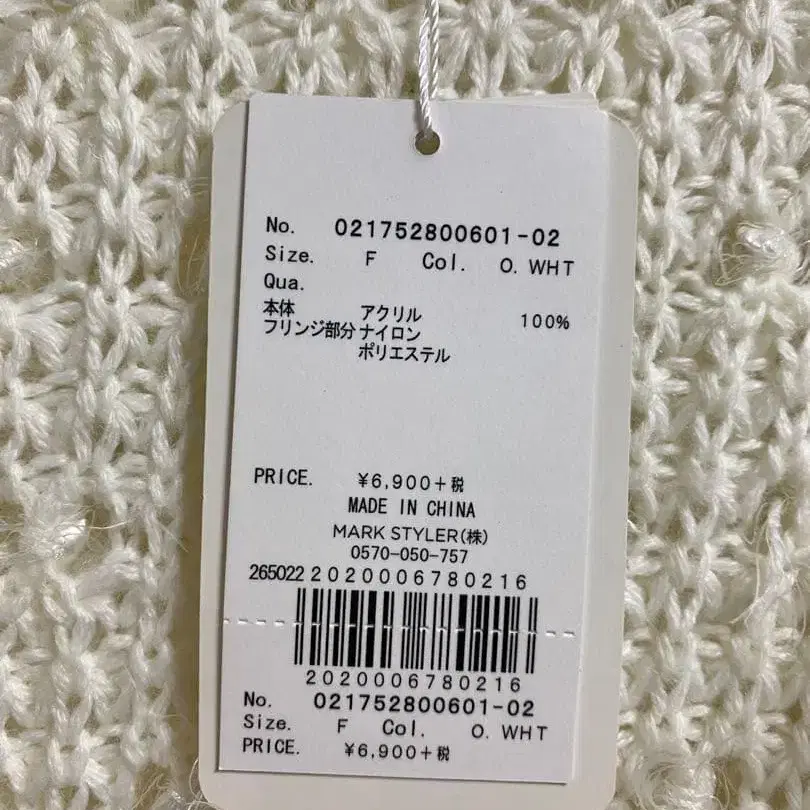 No. 021752800601-02
Size. F Col. O. WHT
Qua.
本体 アクリル 100%
フリンジ部分 ナイロン
ポリエステル
PRICE. ¥6,900+税
MADE IN CHINA
MARK STYLER(株)
0570-050-757
265022 2020006780216
2020006780216
No. 021752800601-02
Size. F Col. O. WHT
PRICE. ¥6,900+税